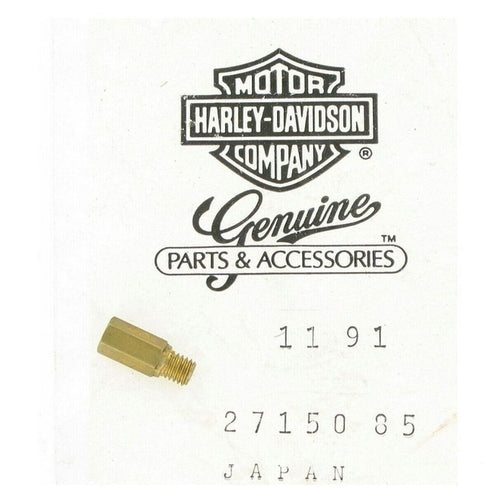 MOTOR
HARLEY-DAVIDSON
COMPANY ®
Genuine ™
PARTS & ACCESSORIES
11 91
27150 85
JAPAN